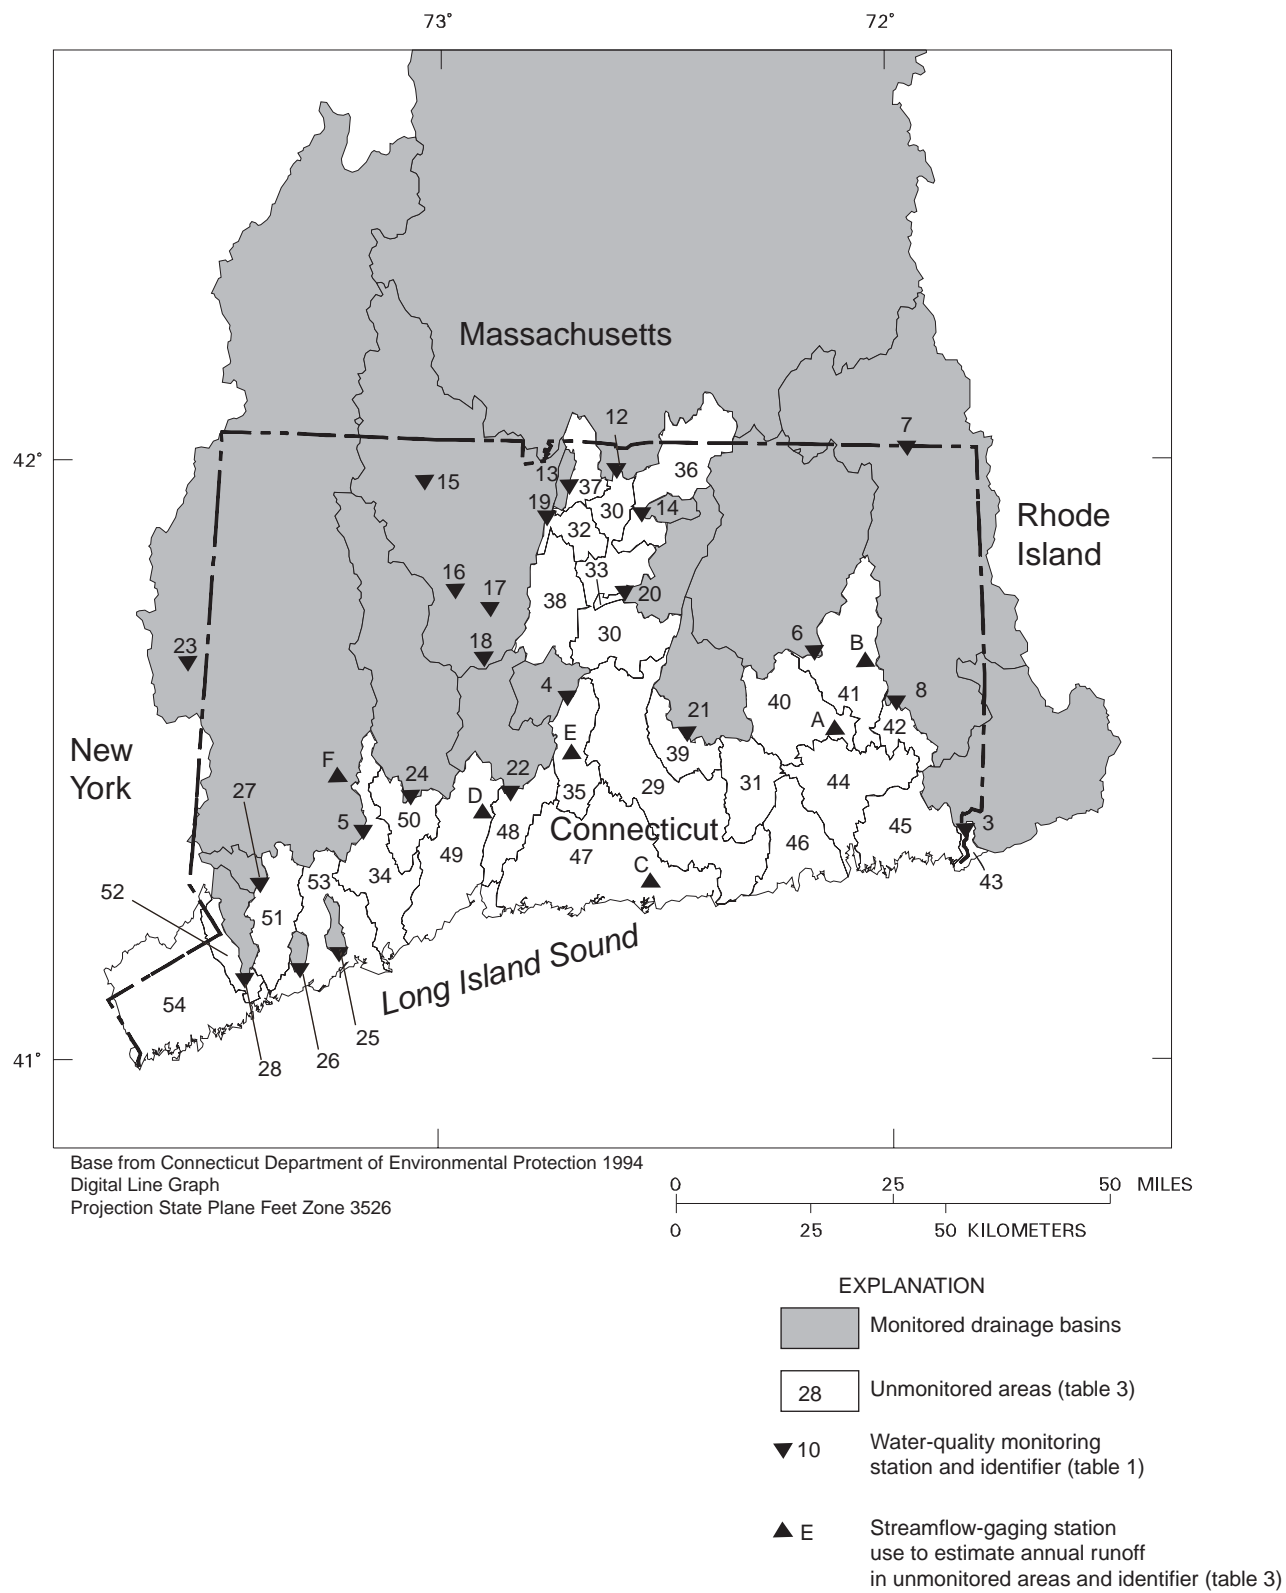 73°
72°
Massachusetts
12
7
42°
36
15
13
37
19
30
14
Rhode
Island
32
33
16
17
38
20
30
6
B
23
18
4
40
41
8
21
A
42
New
York
E
39
F
24
22
29
31
44
27
D
35
5
50
48
Connecticut
45
3
49
47
46
C
43
34
53
52
51
Long Island Sound
54
25
28
26
41°
Base from Connecticut Department of Environmental Protection 1994
Digital Line Graph
Projection State Plane Feet Zone 3526
0 25 50 MILES
0 25 50 KILOMETERS
EXPLANATION
Monitored drainage basins
28 Unmonitored areas (table 3)
10 Water-quality monitoring
station and identifier (table 1)
E Streamflow-gaging station
use to estimate annual runoff
in unmonitored areas and identifier (table 3)